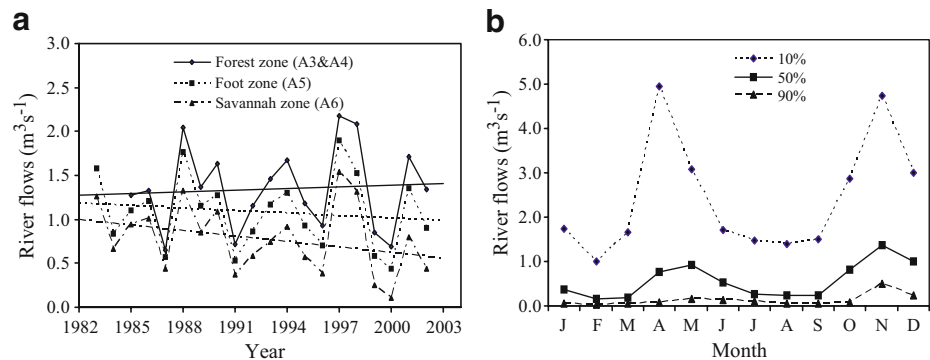 a
3.0
2.5
2.0
1.5
1.0
0.5
0.0
River flows (m³s⁻¹)
Forest zone (A3&A4)
Foot zone (A5)
Savannah zone (A6)
1982 1985 1988 1991 1994 1997 2000 2003
Year
b
6.0
5.0
4.0
3.0
2.0
1.0
0.0
River flows (m³s⁻¹)
10%
50%
90%
J F M A M J J A S O N D
Month